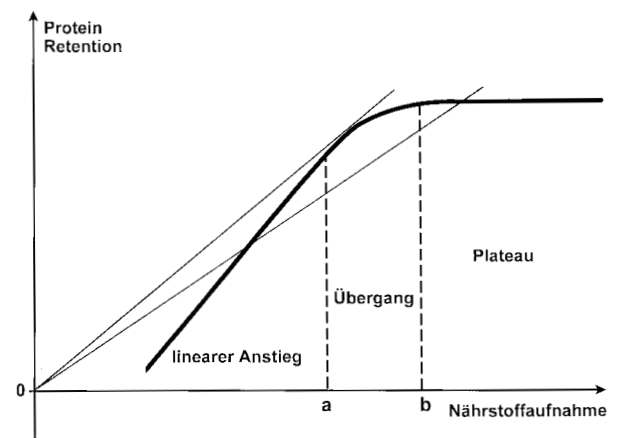 Protein
Retention
Plateau
Übergang
linearer Anstieg
0
a
b
Nährstoffaufnahme